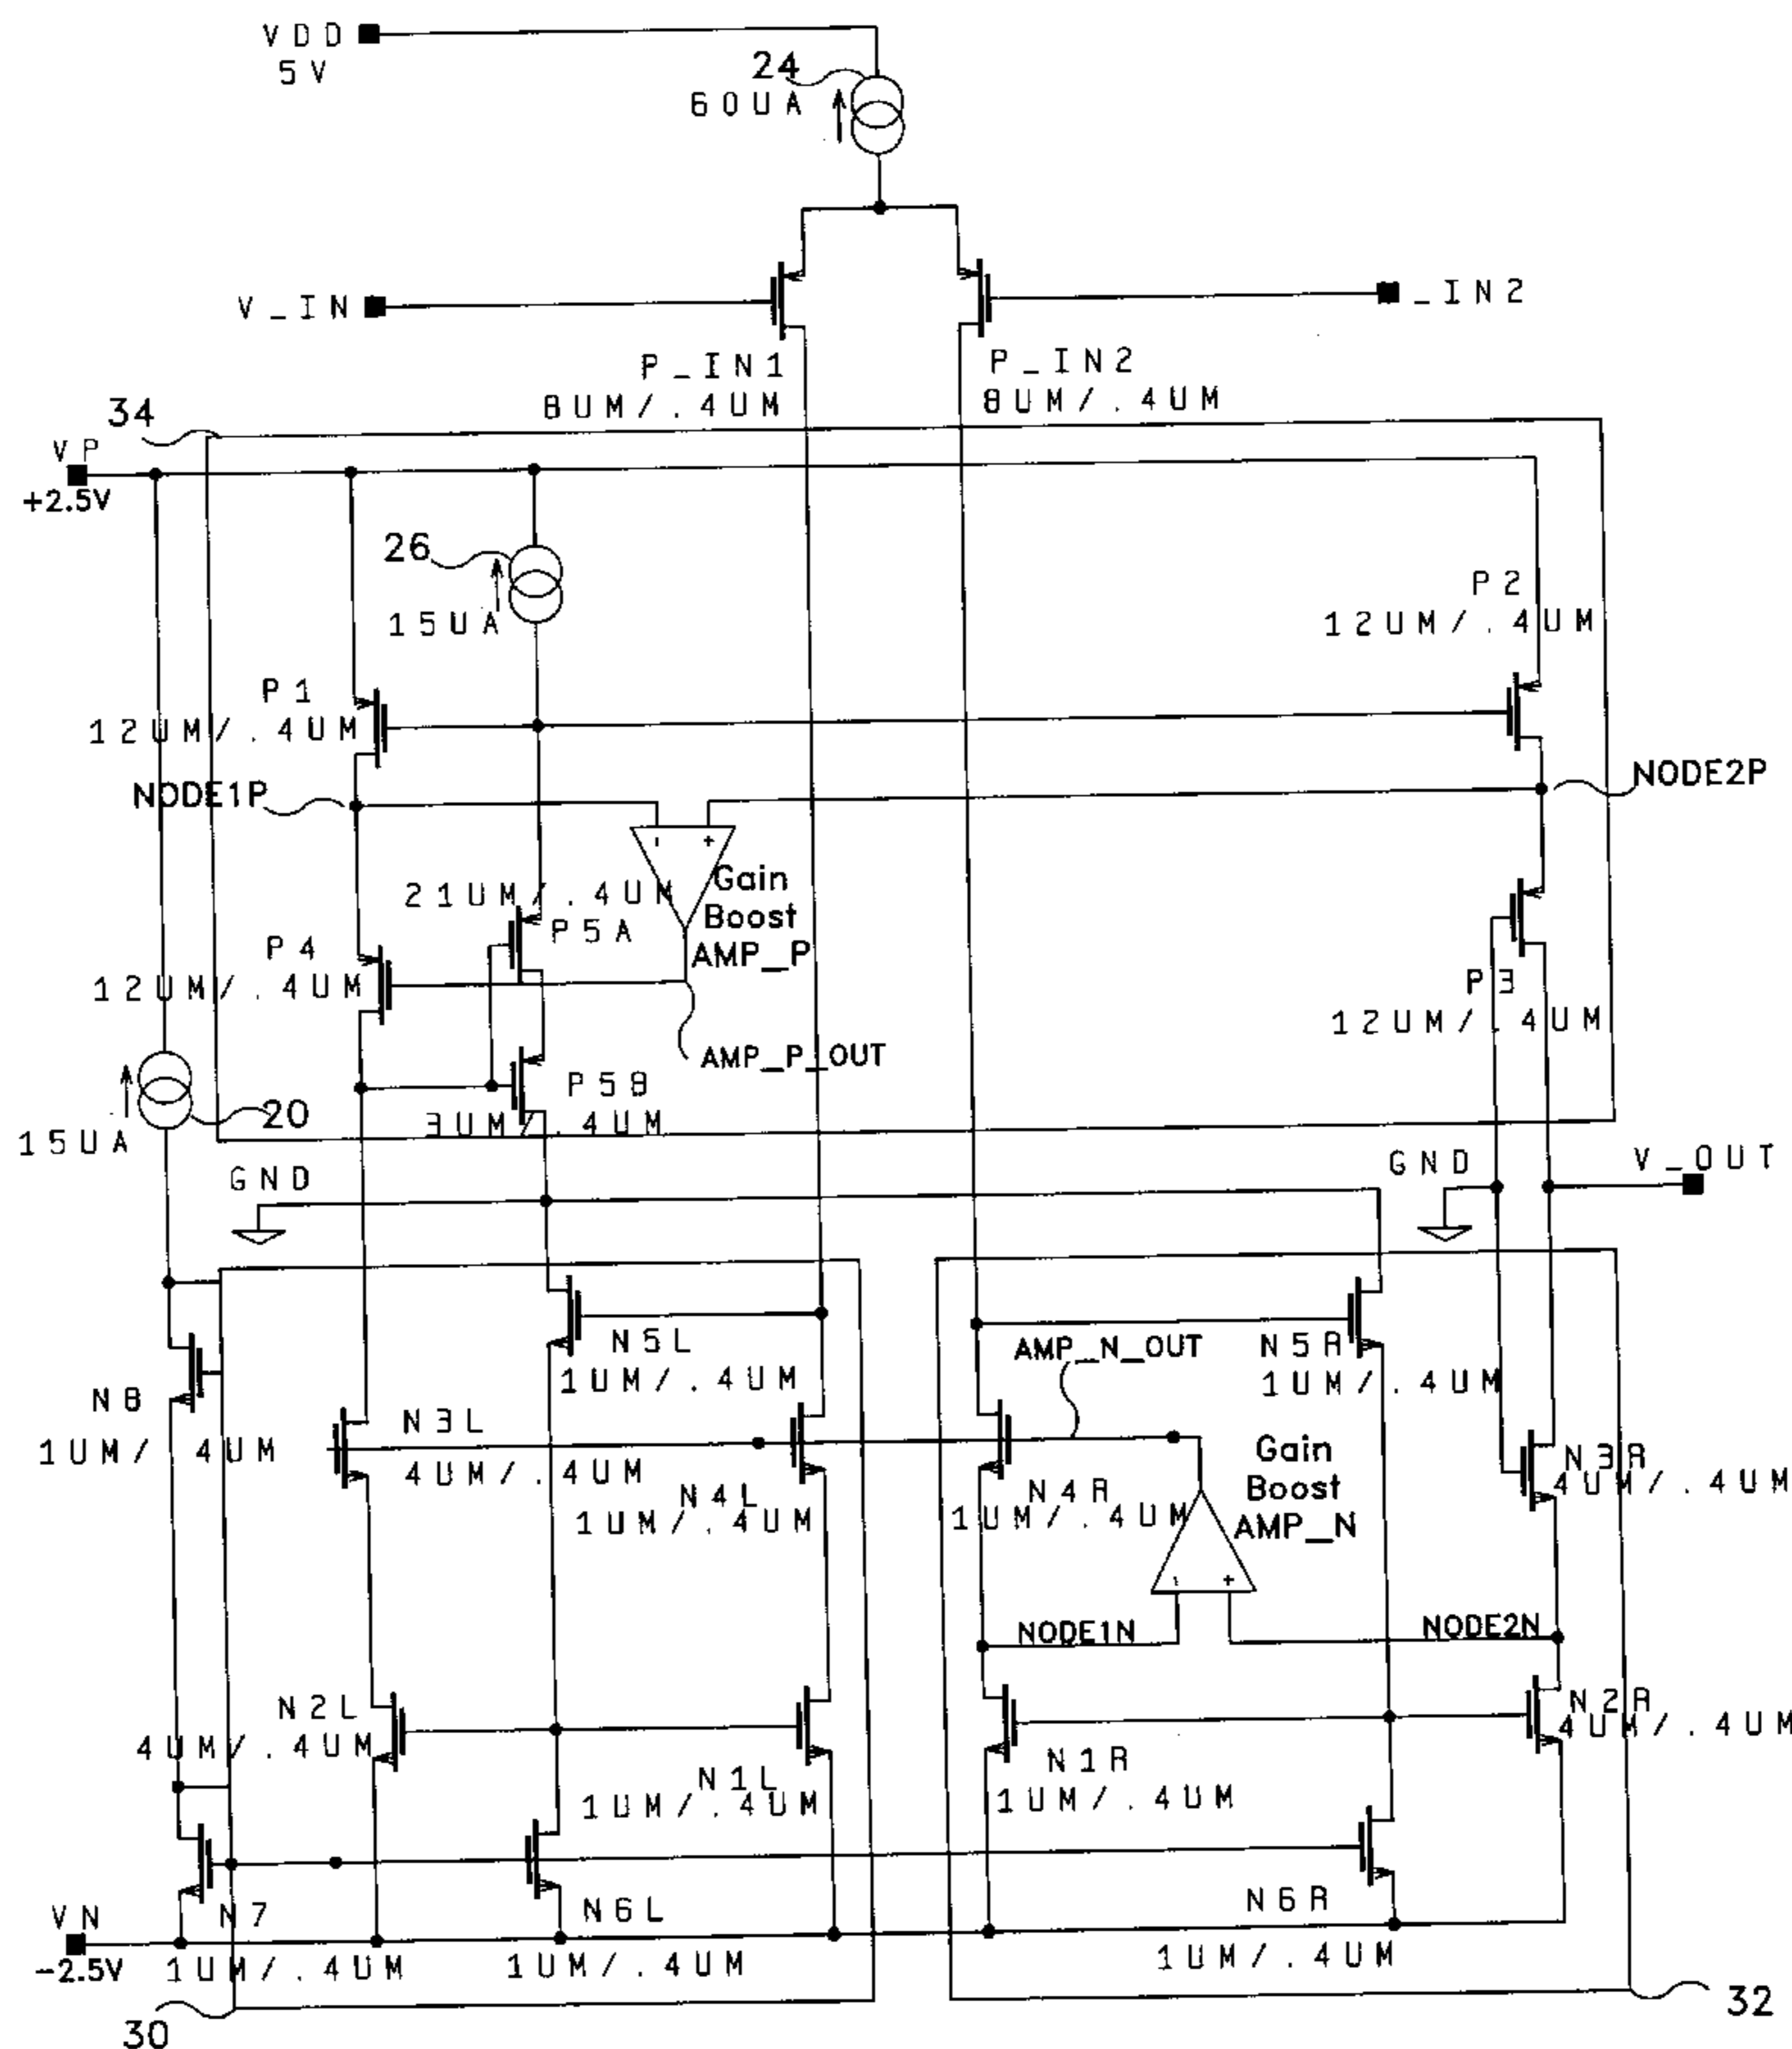 VDD
5V
24
60UA
V_IN
_IN2
P_IN1
8UM/.4UM
P_IN2
8UM/.4UM
34
VP
+2.5V
26
15UA
P2
12UM/.4UM
P1
12UM/.4UM
NODE1P
NODE2P
21UM/.4UM
P5A
Gain
Boost
AMP_P
- +
P4
12UM/.4UM
P3
12UM/.4UM
AMP_P_OUT
P5B
3UM/.4UM
20
15UA
GND
GND
V_OUT
N5L
1UM/.4UM
AMP_N_OUT
N5R
1UM/.4UM
N8
1UM/.4UM
N3L
4UM/.4UM
N4L
1UM/.4UM
N4R
1UM/.4UM
Gain
Boost
AMP_N
- +
N3R
4UM/.4UM
NODE1N
NODE2N
N2L
4UM/.4UM
N1L
1UM/.4UM
N1R
1UM/.4UM
N2R
4UM/.4UM
VN
-2.5V
N7
1UM/.4UM
N6L
1UM/.4UM
N6R
1UM/.4UM
30
32